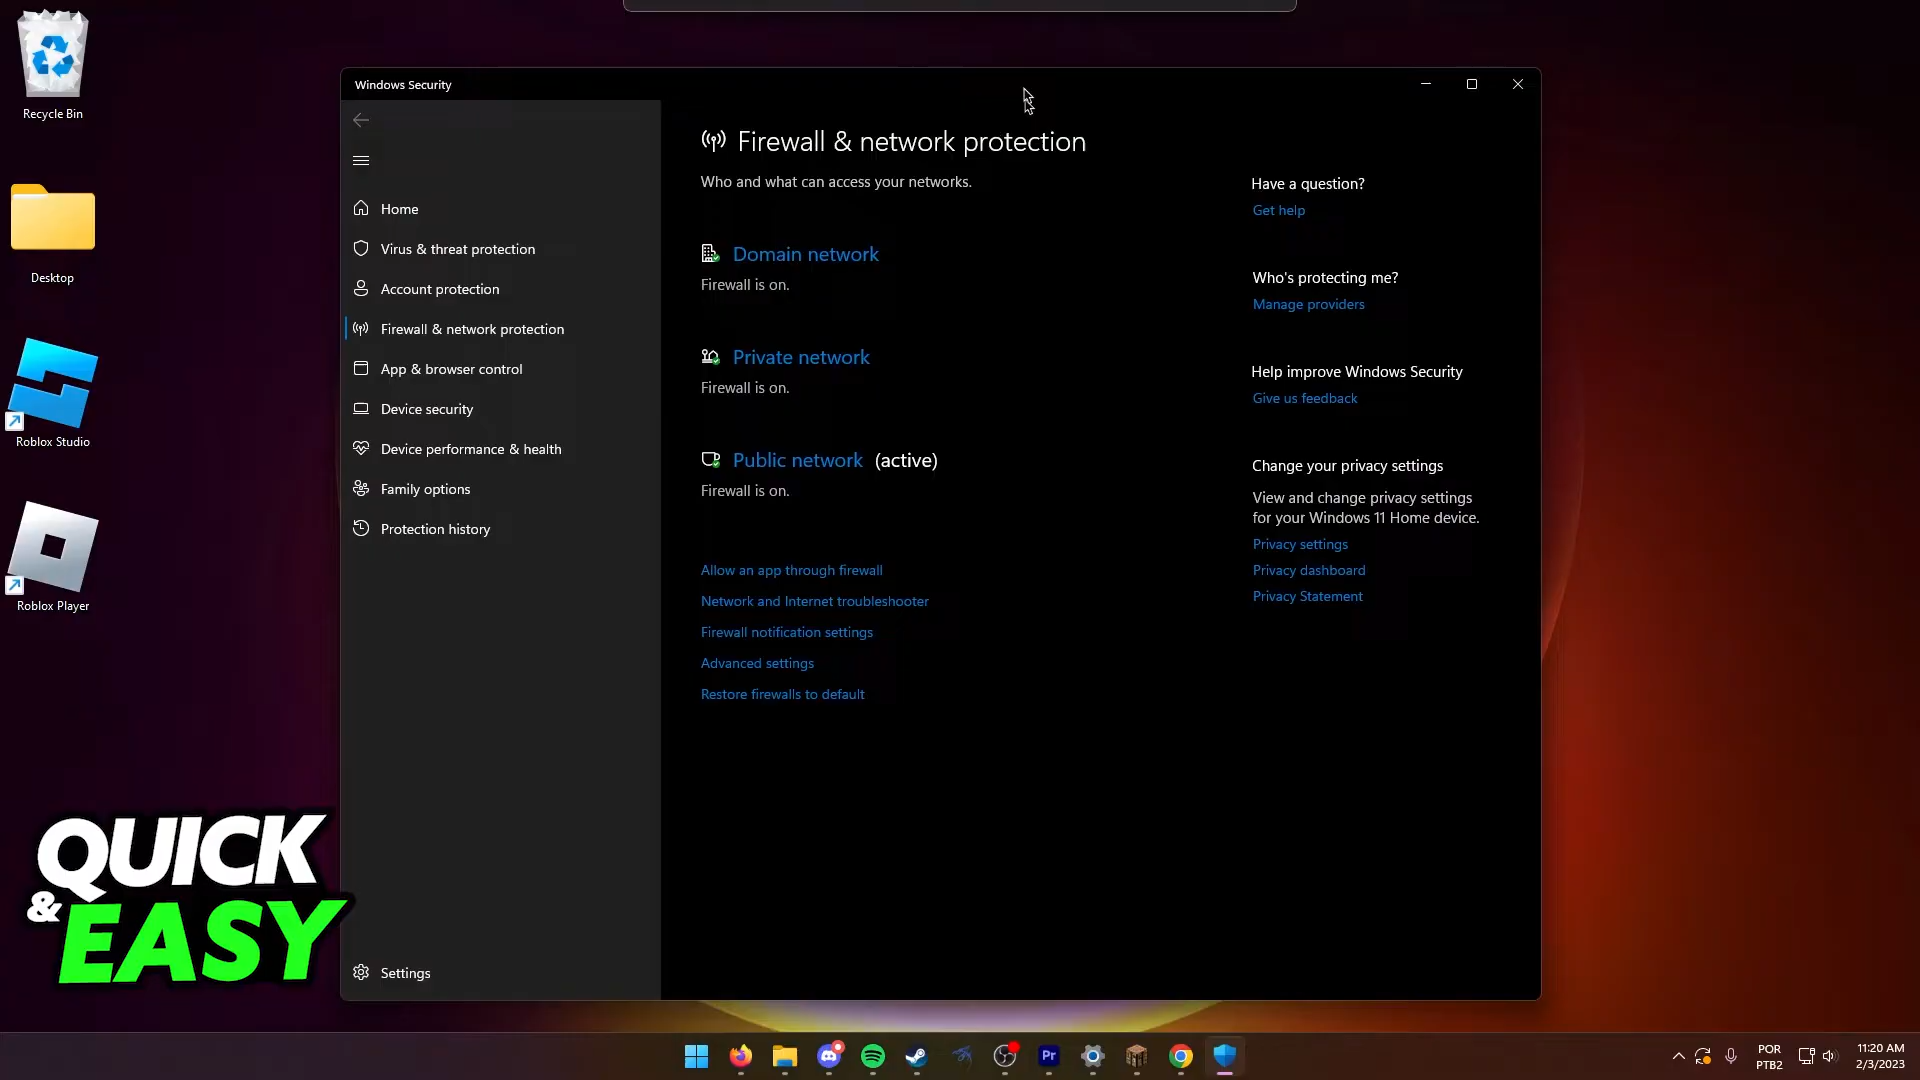 Recycle Bin
Desktop
Roblox Studio
Roblox Player
QUICK
&
EASY
Windows Security
Home
Virus & threat protection
Account protection
Firewall & network protection
App & browser control
Device security
Device performance & health
Family options
Protection history
Settings
Firewall & network protection
Who and what can access your networks.
Domain network
Firewall is on.
Private network
Firewall is on.
Public network (active)
Firewall is on.
Allow an app through firewall
Network and Internet troubleshooter
Firewall notification settings
Advanced settings
Restore firewalls to default
Have a question?
Get help
Who's protecting me?
Manage providers
Help improve Windows Security
Give us feedback
Change your privacy settings
View and change privacy settings
for your Windows 11 Home device.
Privacy settings
Privacy dashboard
Privacy Statement
Pr
POR
PTB2
11:20 AM
2/3/2023